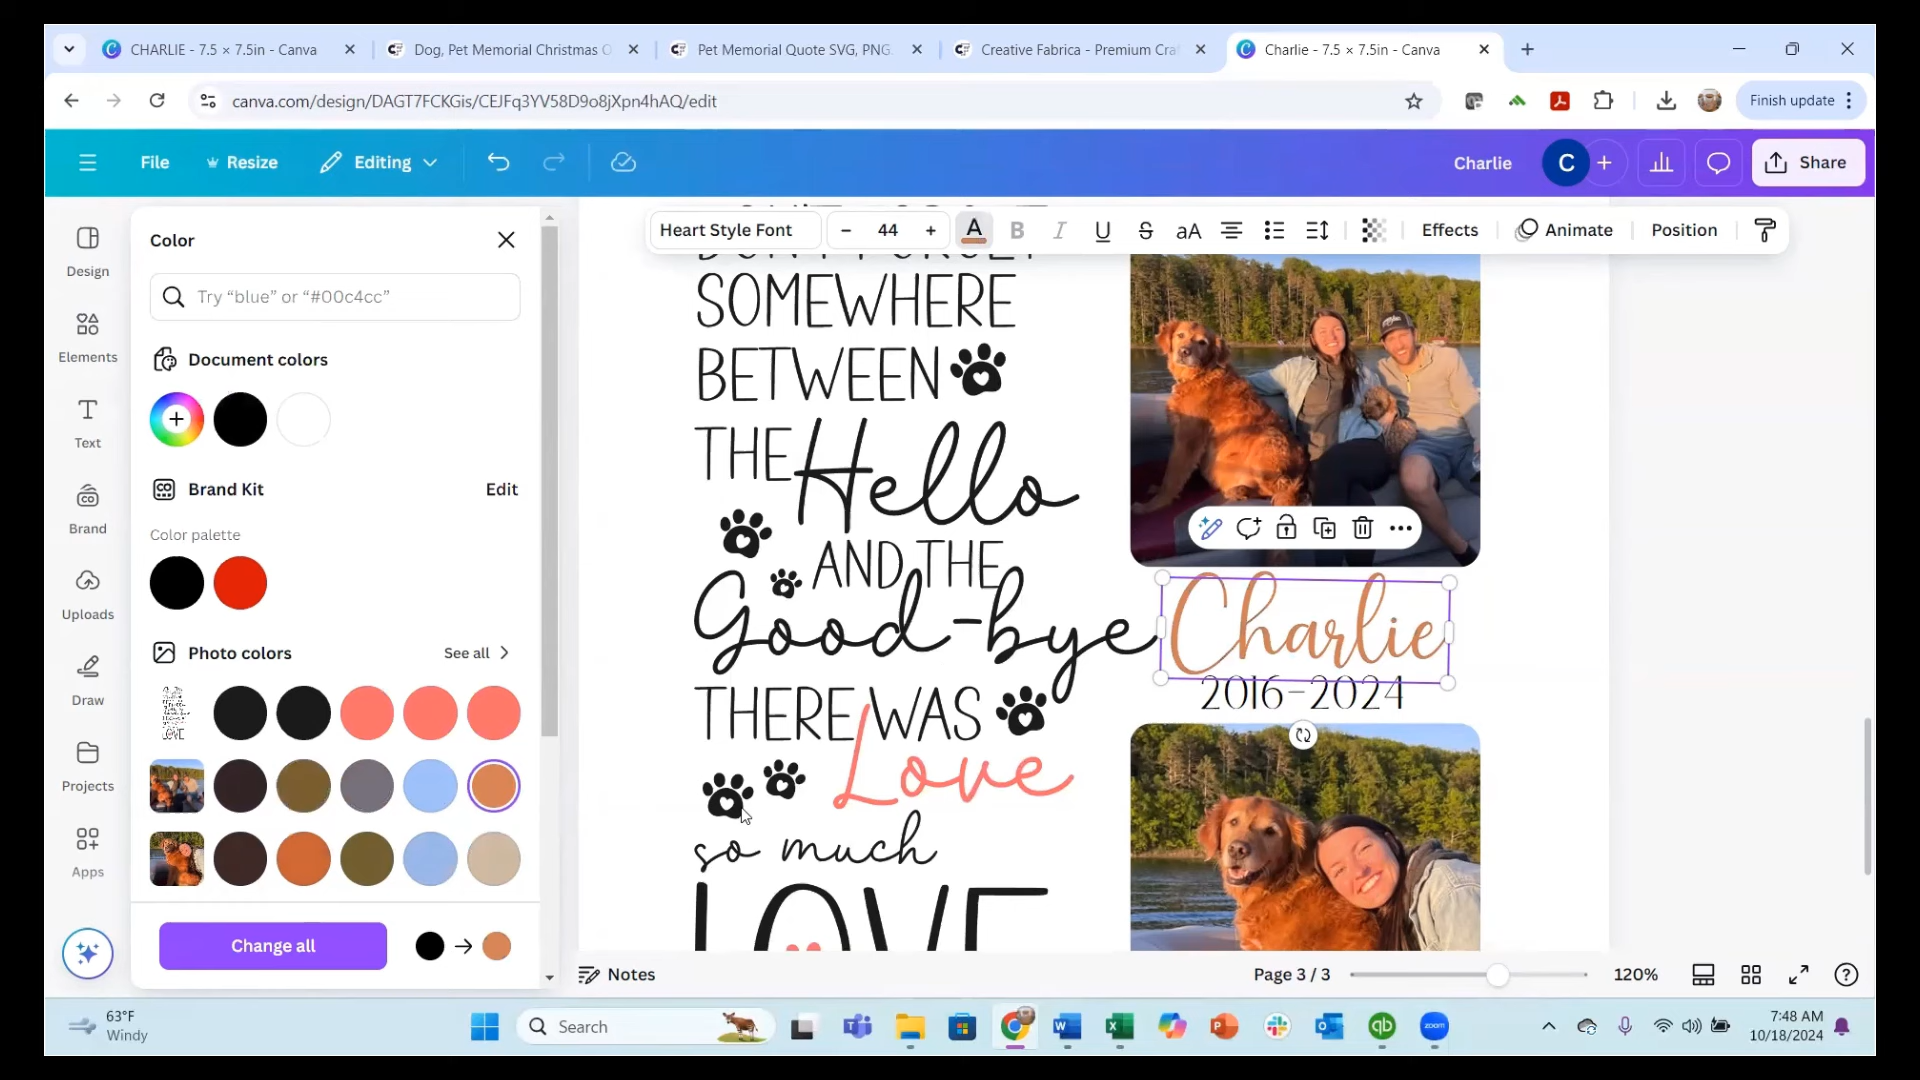 CHARLIE - 7.5 × 7.5in - Canva
Dog, Pet Memorial Christmas O
Pet Memorial Quote SVG, PNG.
Creative Fabrica - Premium Cra
Charlie - 7.5 × 7.5in - Canva
canva.com/design/DAGT7FCKGis/CEJFq3YV58D9o8jXpn4hAQ/edit
Finish update
File
Resize
Editing
Charlie
C
Share
Heart Style Font
44
A
B
I
U
S
aA
Effects
Animate
Position
Design
Elements
Text
Brand
Uploads
Draw
Projects
Apps
Color
Try “blue” or “#00c4cc”
Document colors
Brand Kit
Edit
Color palette
Photo colors
See all
Change all
DON'T FORGET
SOMEWHERE
BETWEEN
THE Hello
AND THE
Good-bye
THERE WAS
Love
so much
LOVE
Charlie
2016-2024
Notes
Page 3 / 3
120%
63°F
Windy
Search
7:48 AM
10/18/2024